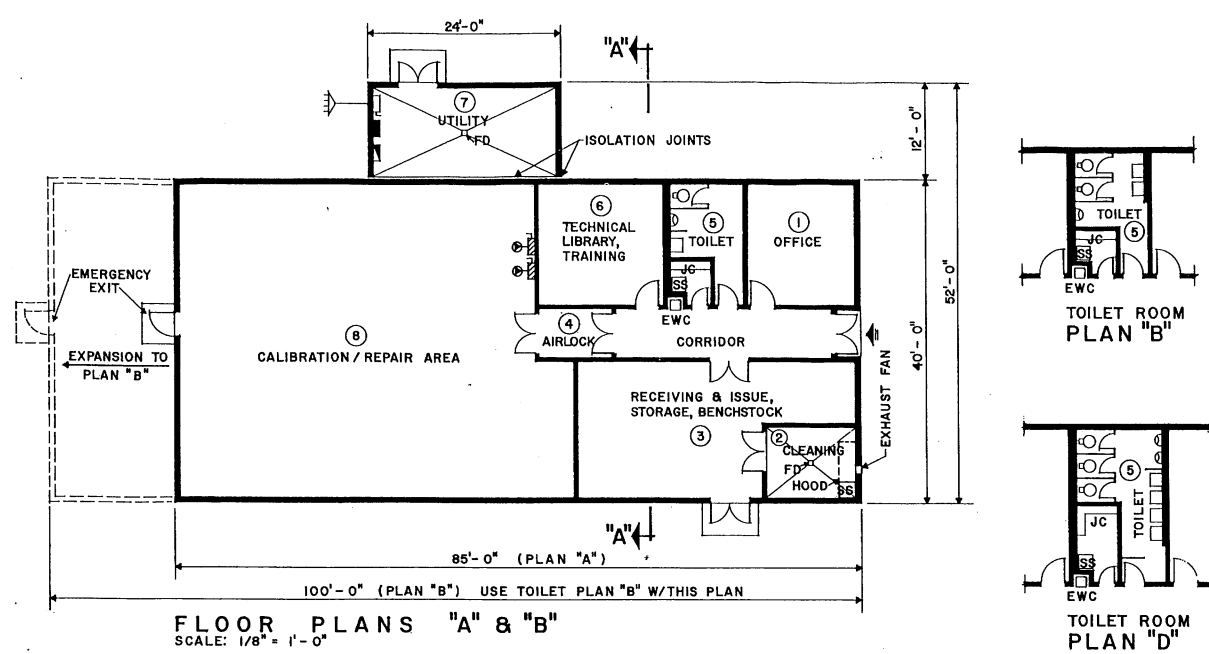 24'-0"
"A"
7
UTILITY
FD
ISOLATION JOINTS
12'-0"
52'-0"
40'-0"
6
TECHNICAL
LIBRARY,
TRAINING
5
TOILET
JC
SS
EWC
1
OFFICE
EMERGENCY
EXIT
EXPANSION TO
PLAN "B"
8
CALIBRATION / REPAIR AREA
4
AIRLOCK
CORRIDOR
EXHAUST FAN
RECEIVING & ISSUE,
STORAGE, BENCHSTOCK
3
2
CLEANING
FD
HOOD
SS
"A"
85'-0" (PLAN "A")
100'-0" (PLAN "B") USE TOILET PLAN "B" W/THIS PLAN
FLOOR PLANS "A" & "B"
SCALE: 1/8" = 1'-0"
TOILET
5
JC
SS
EWC
TOILET ROOM
PLAN "B"
5
TOILET
JC
SS
EWC
TOILET ROOM
PLAN "D"